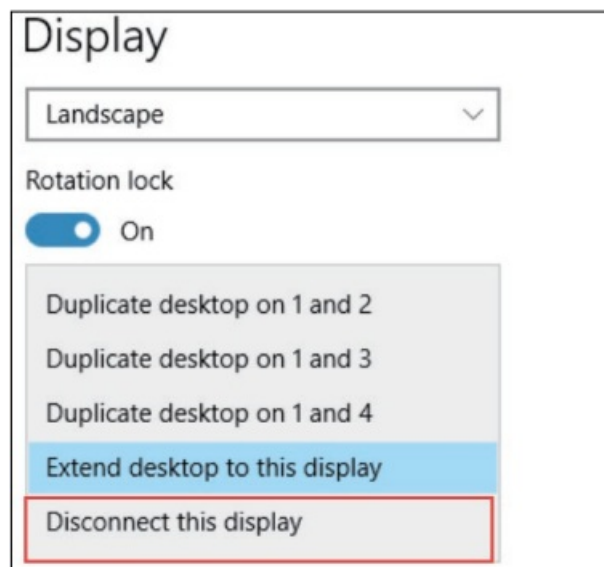 Display
Landscape
Rotation lock
On
Duplicate desktop on 1 and 2
Duplicate desktop on 1 and 3
Duplicate desktop on 1 and 4
Extend desktop to this display
Disconnect this display